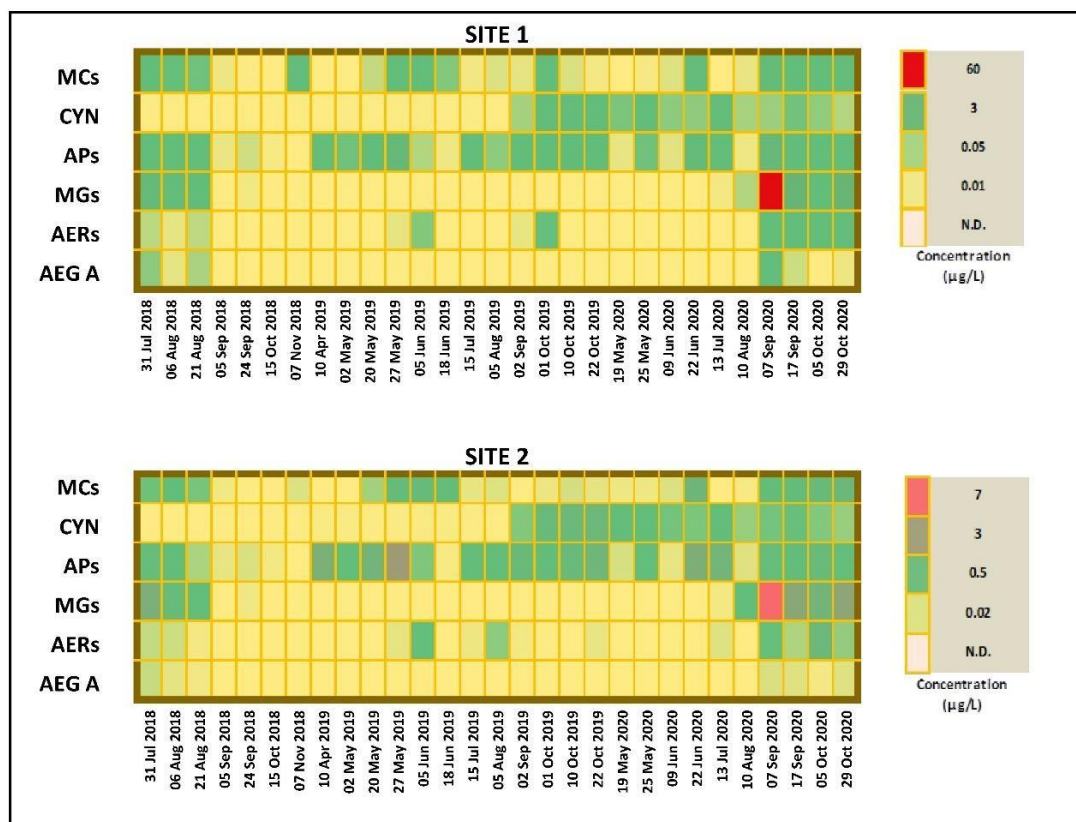 SITE 1
MCs
CYN
APs
MGs
AERs
AEG A
31 Jul 2018
06 Aug 2018
21 Aug 2018
05 Sep 2018
24 Sep 2018
15 Oct 2018
07 Nov 2018
10 Apr 2019
02 May 2019
20 May 2019
27 May 2019
05 Jun 2019
18 Jun 2019
15 Jul 2019
05 Aug 2019
02 Sep 2019
01 Oct 2019
10 Oct 2019
22 Oct 2019
19 May 2020
25 May 2020
09 Jun 2020
22 Jun 2020
13 Jul 2020
10 Aug 2020
07 Sep 2020
17 Sep 2020
05 Oct 2020
29 Oct 2020
60
3
0.05
0.01
N.D.
Concentration
(µg/L)
SITE 2
MCs
CYN
APs
MGs
AERs
AEG A
31 Jul 2018
06 Aug 2018
21 Aug 2018
05 Sep 2018
24 Sep 2018
15 Oct 2018
07 Nov 2018
10 Apr 2019
02 May 2019
20 May 2019
27 May 2019
05 Jun 2019
18 Jun 2019
15 Jul 2019
05 Aug 2019
02 Sep 2019
01 Oct 2019
10 Oct 2019
22 Oct 2019
19 May 2020
25 May 2020
09 Jun 2020
22 Jun 2020
13 Jul 2020
10 Aug 2020
07 Sep 2020
17 Sep 2020
05 Oct 2020
29 Oct 2020
7
3
0.5
0.02
N.D.
Concentration
(µg/L)